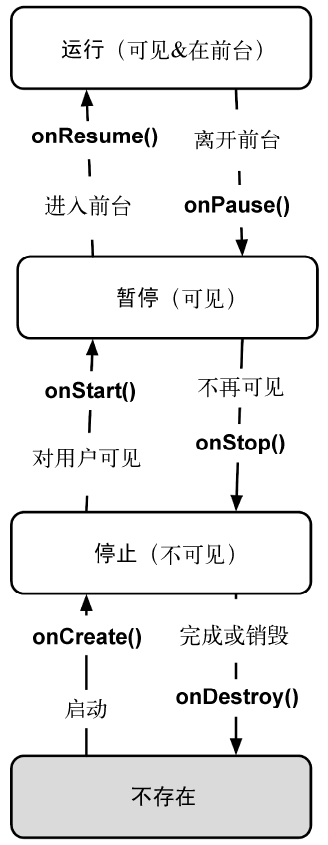 运行（可见&在前台）
onResume()
离开前台
进入前台
onPause()
暂停（可见）
onStart()
不再可见
对用户可见
onStop()
停止（不可见）
onCreate()
完成或销毁
启动
onDestroy()
不存在